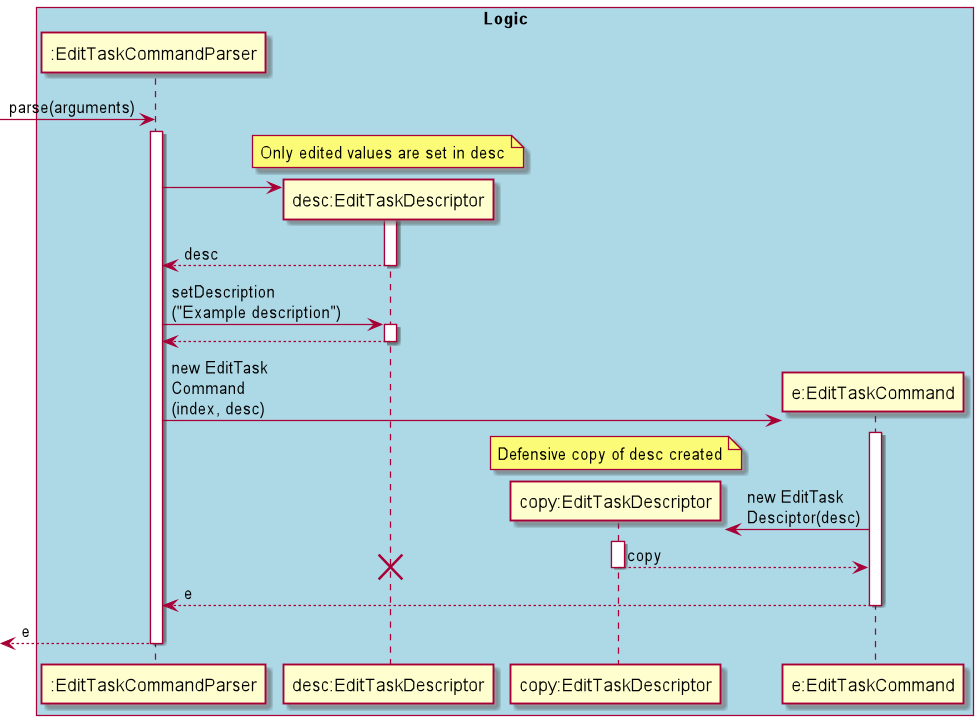 Logic
:EditTaskCommandParser
parse(arguments)
Only edited values are set in desc
desc:EditTaskDescriptor
desc
setDescription
("Example description")
new EditTask
Command
(index, desc)
e:EditTaskCommand
Defensive copy of desc created
copy:EditTaskDescriptor
new EditTask
Desciptor(desc)
copy
e
e
:EditTaskCommandParser
desc:EditTaskDescriptor
copy:EditTaskDescriptor
e:EditTaskCommand